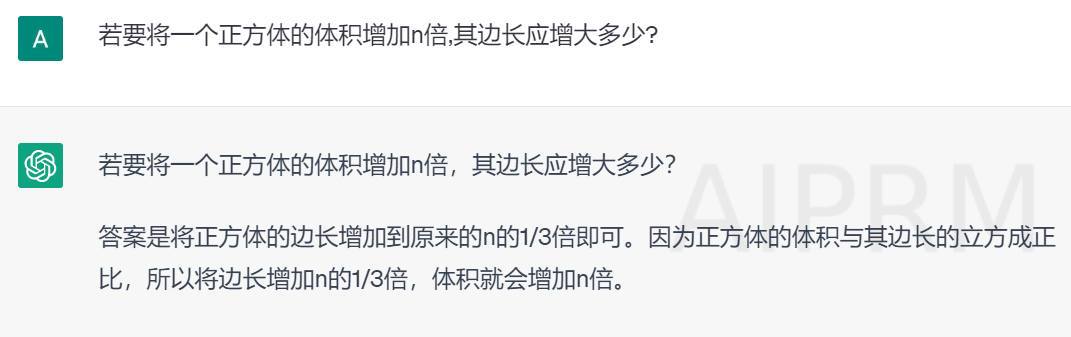 A
若要将一个正方体的体积增加n倍,其边长应增大多少?
若要将一个正方体的体积增加n倍，其边长应增大多少？
AIPRM
答案是将正方体的边长增加到原来的n的1/3倍即可。因为正方体的体积与其边长的立方成正
比，所以将边长增加n的1/3倍，体积就会增加n倍。